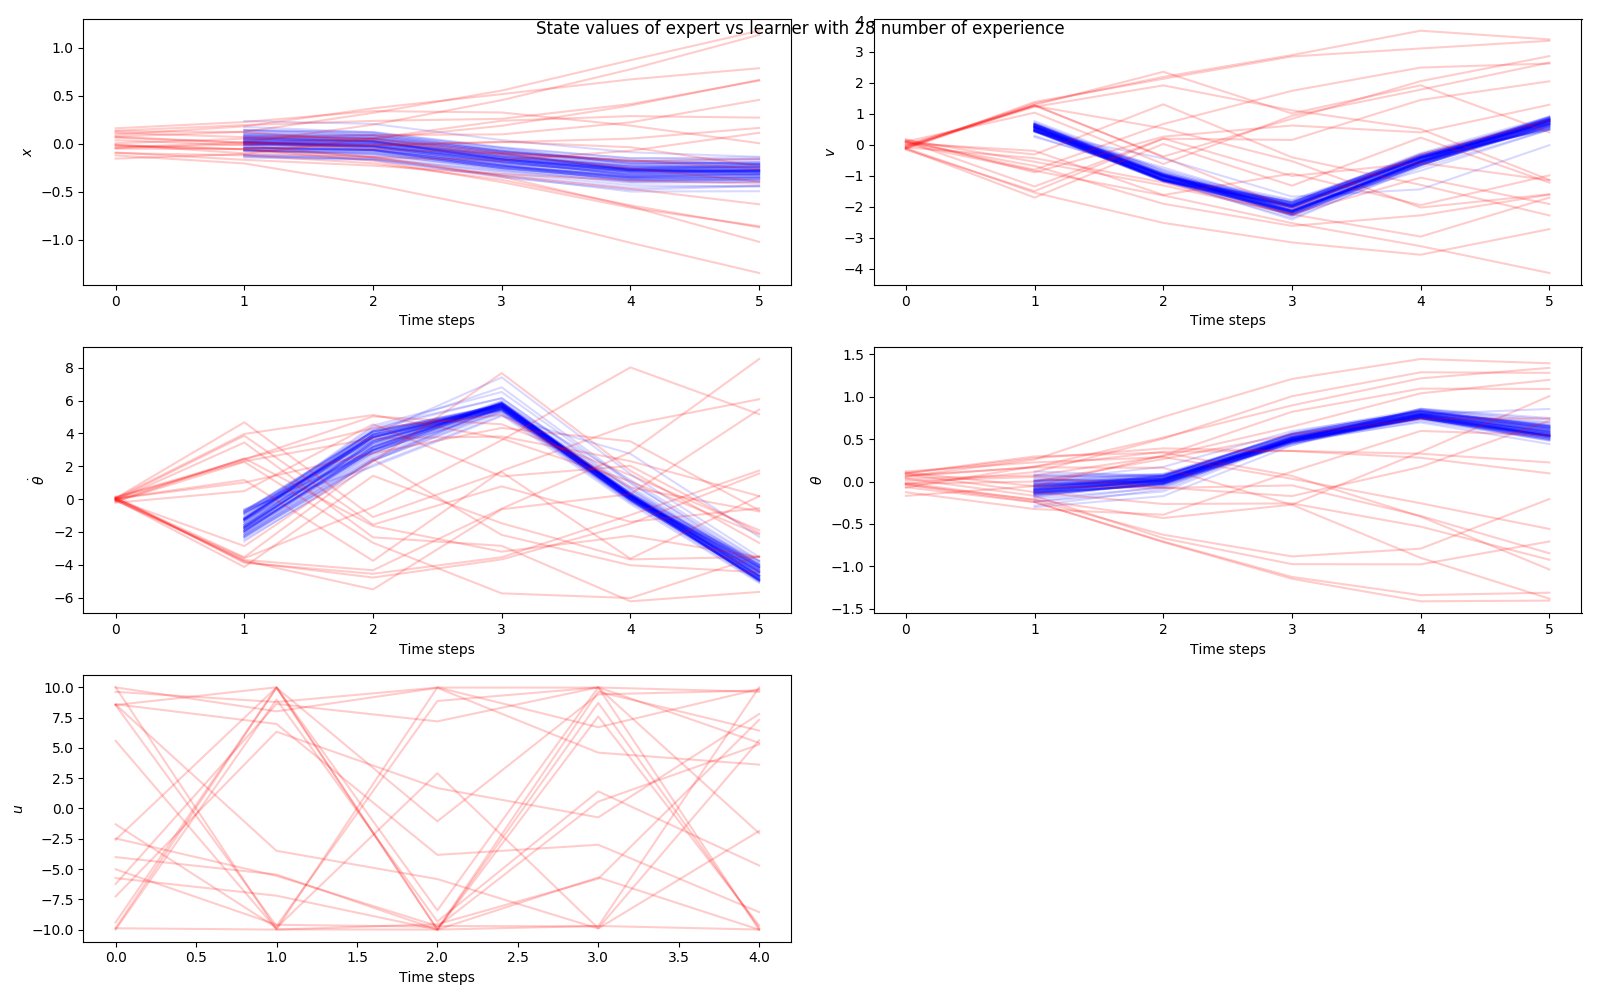 State values of expert vs learner with 28 number of experience
1.0
0.5
0.0
−0.5
−1.0
x
0 1 2 3 4 5
Time steps
4
3
2
1
0
−1
−2
−3
−4
v
0 1 2 3 4 5
Time steps
8
6
4
2
0
−2
−4
−6
θ̇
0 1 2 3 4 5
Time steps
1.5
1.0
0.5
0.0
−0.5
−1.0
−1.5
θ
0 1 2 3 4 5
Time steps
10.0
7.5
5.0
2.5
0.0
−2.5
−5.0
−7.5
−10.0
u
0.0 0.5 1.0 1.5 2.0 2.5 3.0 3.5 4.0
Time steps